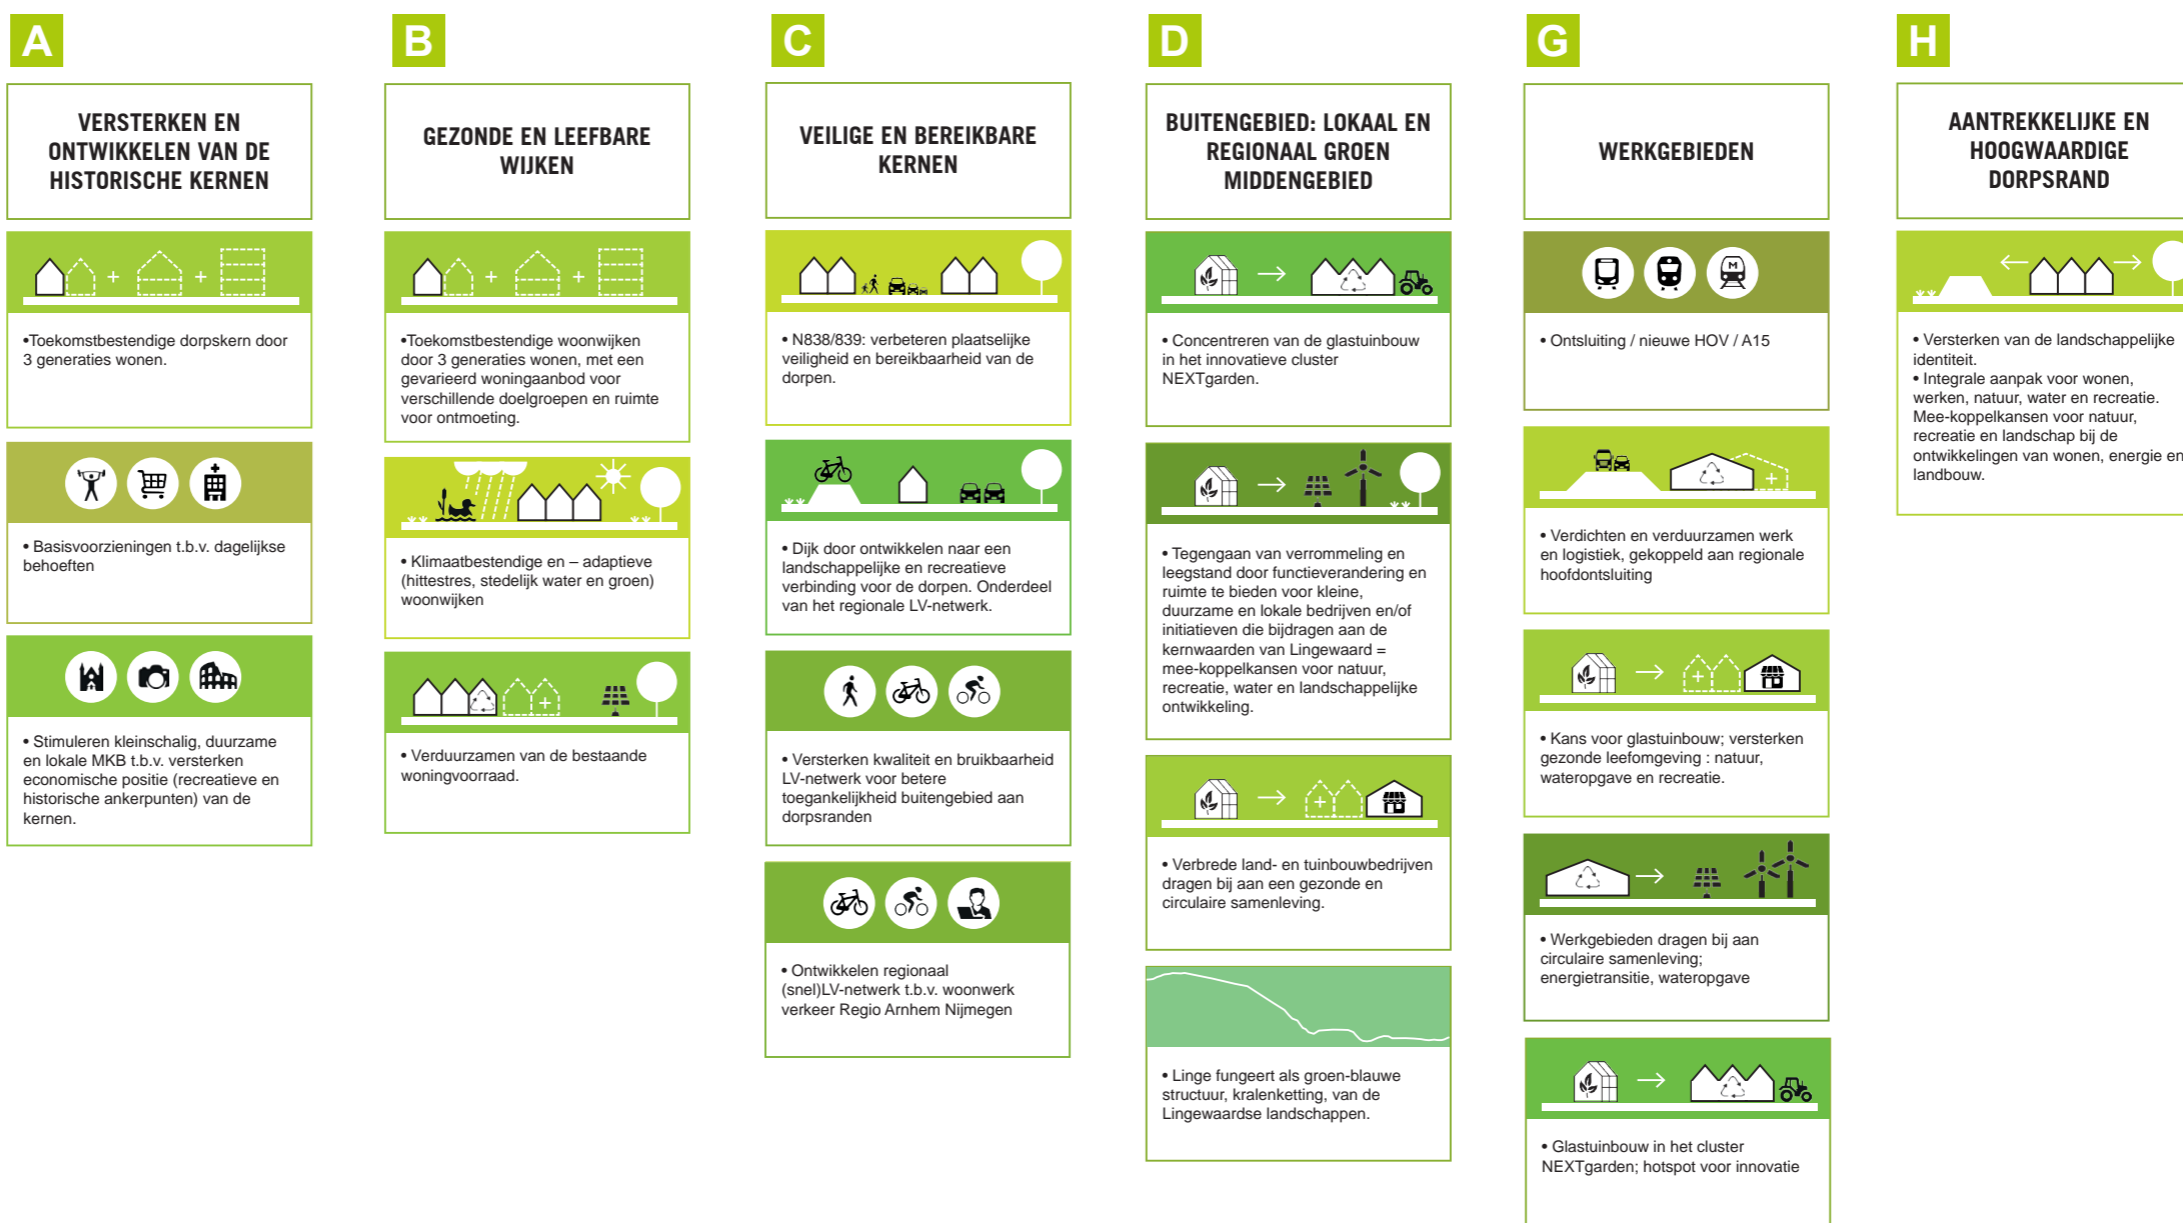 A
VERSTERKEN EN
ONTWIKKELEN VAN DE
HISTORISCHE KERNEN
•Toekomstbestendige dorpskern door
3 generaties wonen.
• Basisvoorzieningen t.b.v. dagelijkse
behoeften
• Stimuleren kleinschalig, duurzame
en lokale MKB t.b.v. versterken
economische positie (recreatieve en
historische ankerpunten) van de
kernen.
B
GEZONDE EN LEEFBARE
WIJKEN
•Toekomstbestendige woonwijken
door 3 generaties wonen, met een
gevarieerd woningaanbod voor
verschillende doelgroepen en ruimte
voor ontmoeting.
• Klimaatbestendige en – adaptieve
(hittestres, stedelijk water en groen)
woonwijken
• Verduurzamen van de bestaande
woningvoorraad.
C
VEILIGE EN BEREIKBARE
KERNEN
• N838/839: verbeteren plaatselijke
veiligheid en bereikbaarheid van de
dorpen.
• Dijk door ontwikkelen naar een
landschappelijke en recreatieve
verbinding voor de dorpen. Onderdeel
van het regionale LV-netwerk.
• Versterken kwaliteit en bruikbaarheid
LV-netwerk voor betere
toegankelijkheid buitengebied aan
dorpsranden
• Ontwikkelen regionaal
(snel)LV-netwerk t.b.v. woonwerk
verkeer Regio Arnhem Nijmegen
D
BUITENGEBIED: LOKAAL EN
REGIONAAL GROEN
MIDDENGEBIED
• Concentreren van de glastuinbouw
in het innovatieve cluster
NEXTgarden.
• Tegengaan van verrommeling en
leegstand door functieverandering en
ruimte te bieden voor kleine,
duurzame en lokale bedrijven en/of
initiatieven die bijdragen aan de
kernwaarden van Lingewaard =
mee-koppelkansen voor natuur,
recreatie, water en landschappelijke
ontwikkeling.
• Verbrede land- en tuinbouwbedrijven
dragen bij aan een gezonde en
circulaire samenleving.
• Linge fungeert als groen-blauwe
structuur, kralenketting, van de
Lingewaardse landschappen.
G
WERKGEBIEDEN
M
• Ontsluiting / nieuwe HOV / A15
• Verdichten en verduurzamen werk
en logistiek, gekoppeld aan regionale
hoofdontsluiting
• Kans voor glastuinbouw; versterken
gezonde leefomgeving : natuur,
wateropgave en recreatie.
• Werkgebieden dragen bij aan
circulaire samenleving;
energietransitie, wateropgave
• Glastuinbouw in het cluster
NEXTgarden; hotspot voor innovatie
H
AANTREKKELIJKE EN
HOOGWAARDIGE
DORPSRAND
• Versterken van de landschappelijke
identiteit.
• Integrale aanpak voor wonen,
werken, natuur, water en recreatie.
Mee-koppelkansen voor natuur,
recreatie en landschap bij de
ontwikkelingen van wonen, energie en
landbouw.